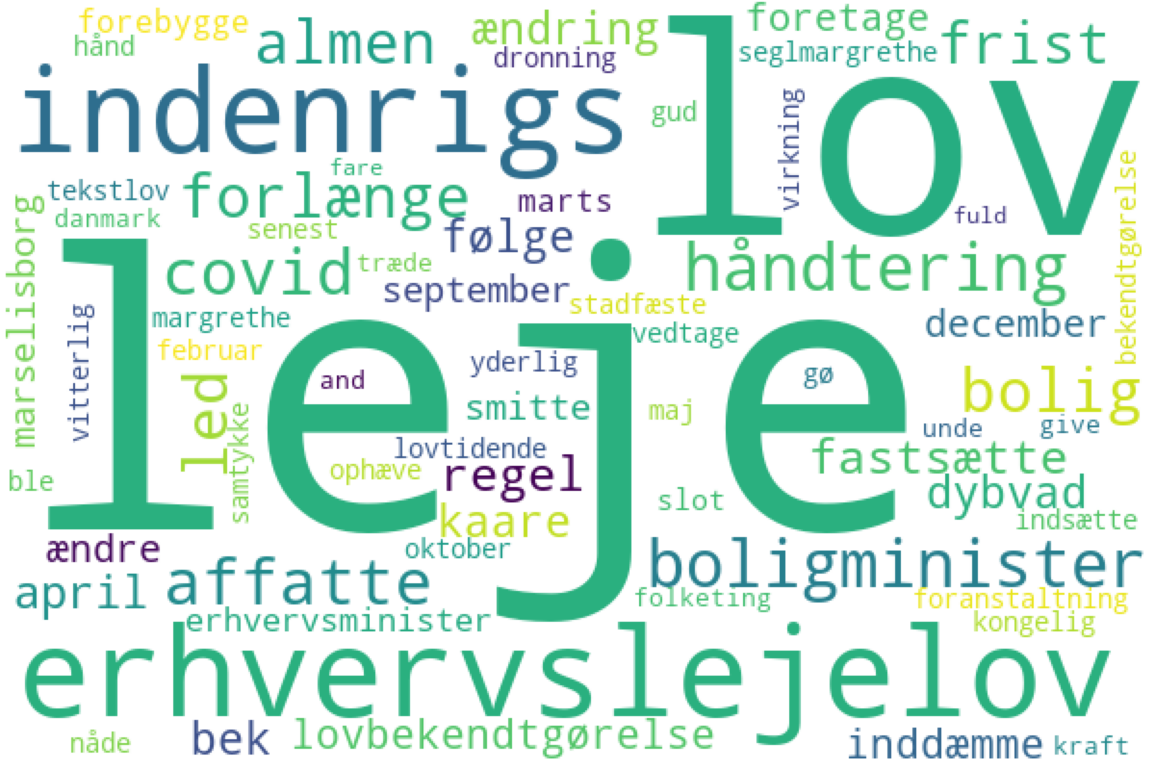 forebygge
hånd
almen
ændring
dronning
foretage
seglmargrethe
frist
indenrigs
lov
gud
virkning
fare
tekstlov
forlænge
marts
fuld
danmark
senest
følge
bekendtgørelse
marselisborg
leje
covid
træde
håndtering
september
stadfæste
margrethe
vedtage
december
vitterlig
februar
yderlig
and
gø
led
bolig
smitte
maj
samtykke
unde
give
lovtidende
fastsætte
ble
ophæve
regel
slot
dybvad
kaare
indsætte
ændre
oktober
boligminister
april
affatte
folketing
foranstaltning
erhvervsminister
kongelig
erhvervslejelov
nåde
bek
lovbekendtgørelse
inddæmme
kraft